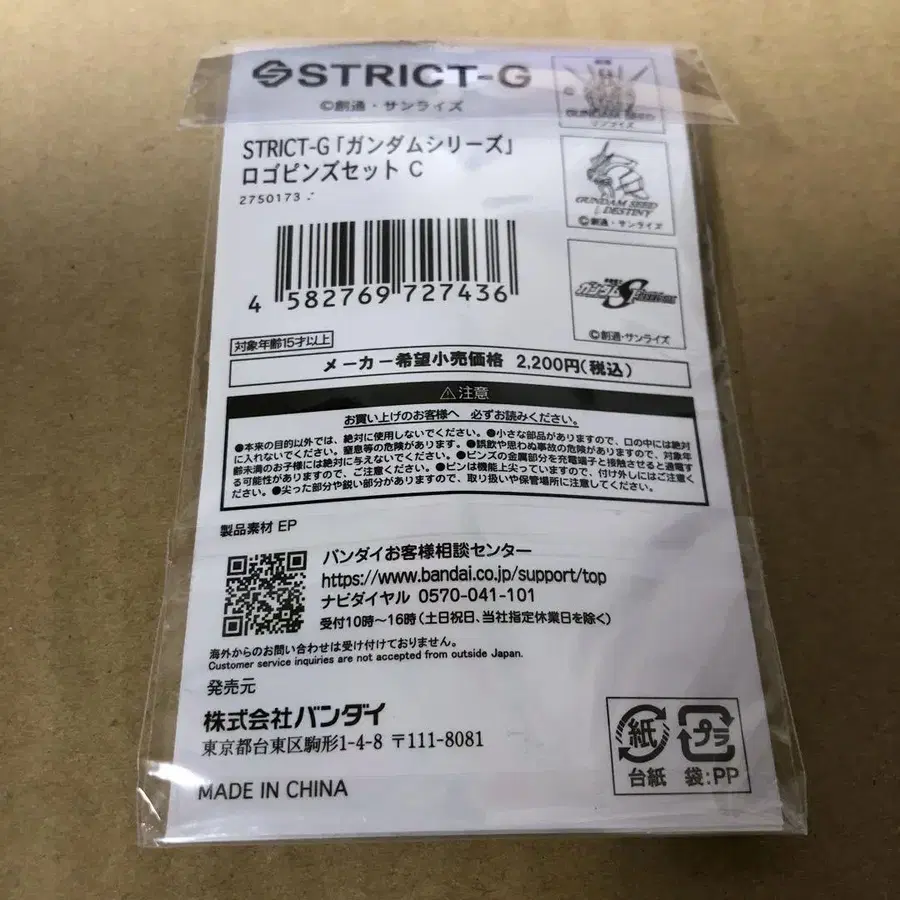 STRICT-G
©創通・サンライズ
GUNDAM SEED
サンライズ
STRICT-G「ガンダムシリーズ」
ロゴピンズセット C
2750173
GUNDAM SEED
DESTINY
©創通・サンライズ
4 582769 727436
ガンダム
©創通・サンライズ
対象年齢15才以上
メーカー希望小売価格 2,200円(税込)
⚠注意
お買い上げのお客様へ 必ずお読みください。
●本来の目的以外では、絶対に使用しないでください。●小さな部品がありますので、口の中には絶対
に入れないでください。窒息等の危険があります。●誤飲や思わぬ事故の危険がありますので、対象年
齢未満のお子様には絶対に与えないでください。●ピンズの金属部分を充電端子と接触させると通電す
る可能性がありますので、ご注意ください。●ピンは機能上尖っていますので、付け外しにはご注意くださ
い。●尖った部分や鋭い部分がありますので、取り扱いや保管場所に注意してください。
製品素材 EP
バンダイお客様相談センター
https://www.bandai.co.jp/support/top
ナビダイヤル 0570-041-101
受付10時～16時(土日祝日、当社指定休業日を除く)
海外からのお問い合わせは受け付けておりません。
Customer service inquiries are not accepted from outside Japan.
発売元
株式会社バンダイ
東京都台東区駒形1-4-8 〒111-8081
MADE IN CHINA
紙 プラ
台紙 袋:PP